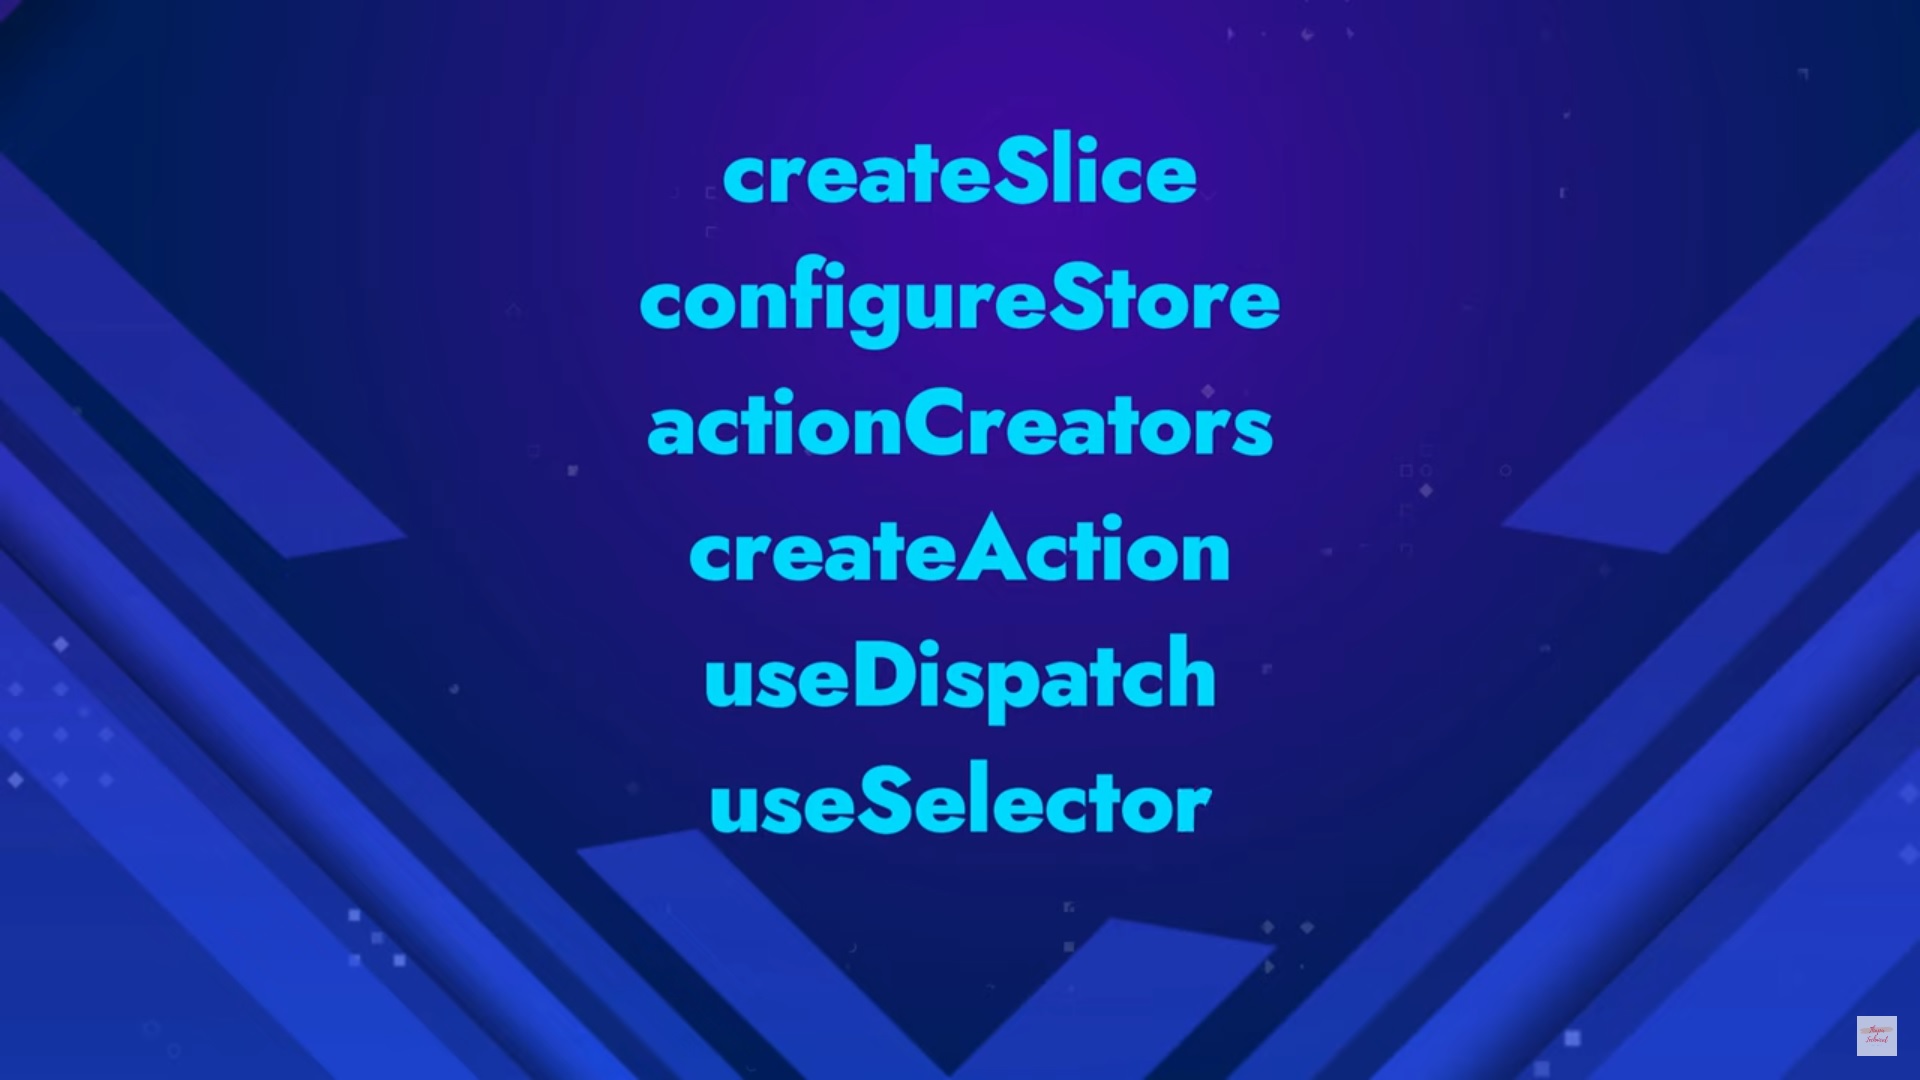 createSlice
configureStore
actionCreators
createAction
useDispatch
useSelector